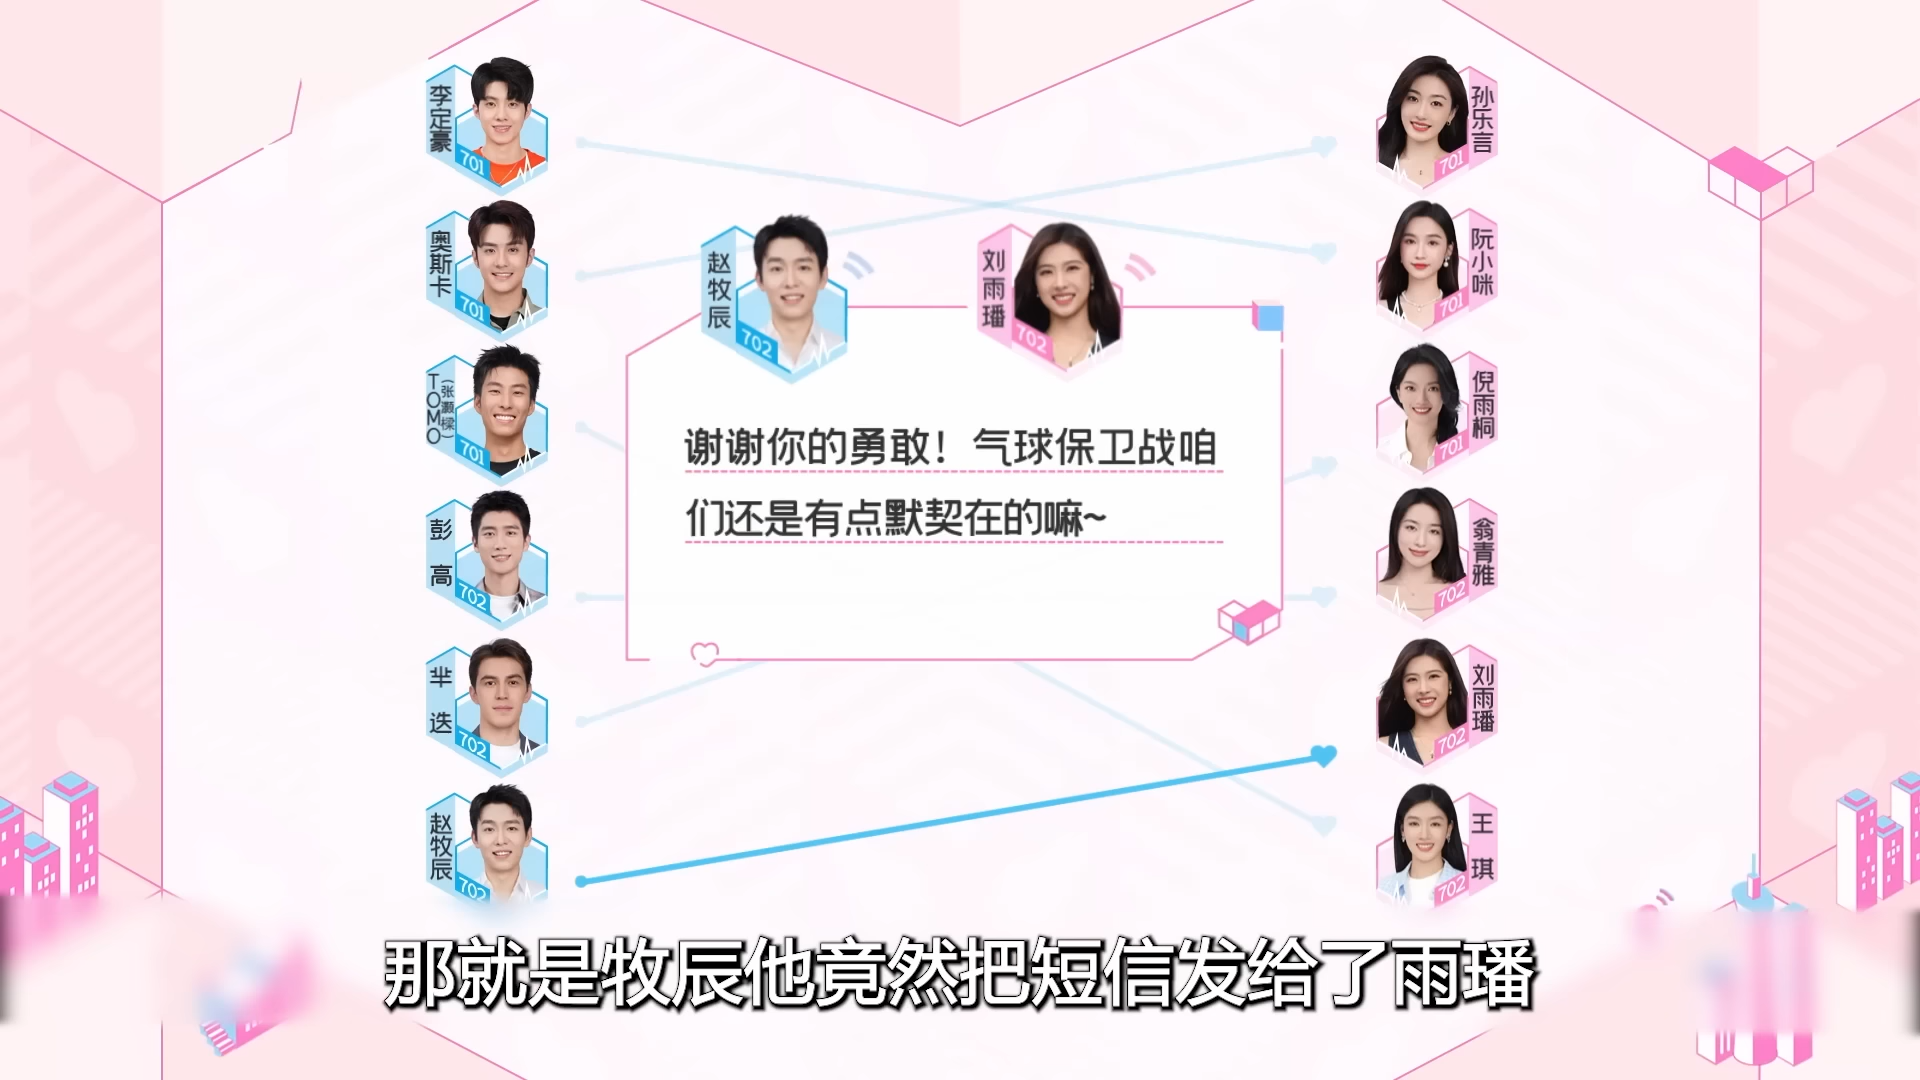 李定豪
701
奥斯卡
701
TOMO
（张灏樑）
701
彭高
702
芈迭
702
赵牧辰
702
赵牧辰
702
刘雨璠
702
谢谢你的勇敢！气球保卫战咱
们还是有点默契在的嘛~
孙乐言
701
阮小咪
701
倪雨桐
701
翁青雅
702
刘雨璠
702
王琪
702
那就是牧辰他竟然把短信发给了雨璠